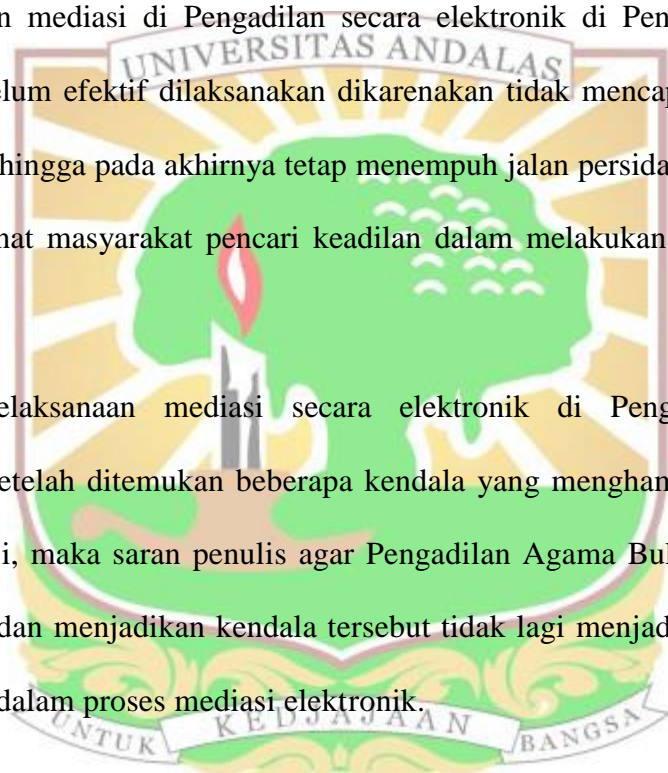 n mediasi di Pengadilan secara elektronik di Pen
UNIVERSITAS ANDALAS
elum efektif dilaksanakan dikarenakan tidak mencap
hingga pada akhirnya tetap menempuh jalan persida
nat masyarakat pencari keadilan dalam melakukan
elaksanaan mediasi secara elektronik di Peng
setelah ditemukan beberapa kendala yang mengham
i, maka saran penulis agar Pengadilan Agama Bul
dan menjadikan kendala tersebut tidak lagi menjad
dalam proses mediasi elektronik.
UNTUK KEDJAJAAN BANGSA